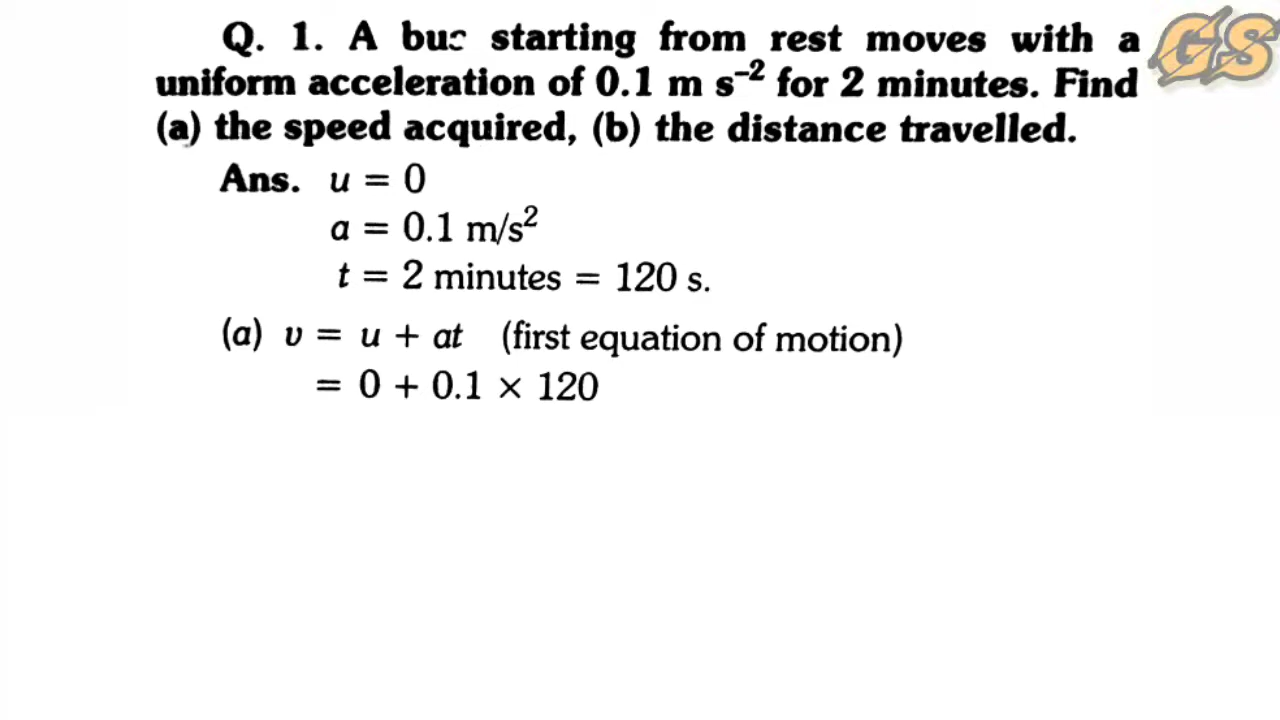 Q. 1. A bus starting from rest moves with a
uniform acceleration of 0.1 m s⁻² for 2 minutes. Find
(a) the speed acquired, (b) the distance travelled.
Ans. u = 0
a = 0.1 m/s²
t = 2 minutes = 120 s.
(a) v = u + at (first equation of motion)
= 0 + 0.1 × 120
GS